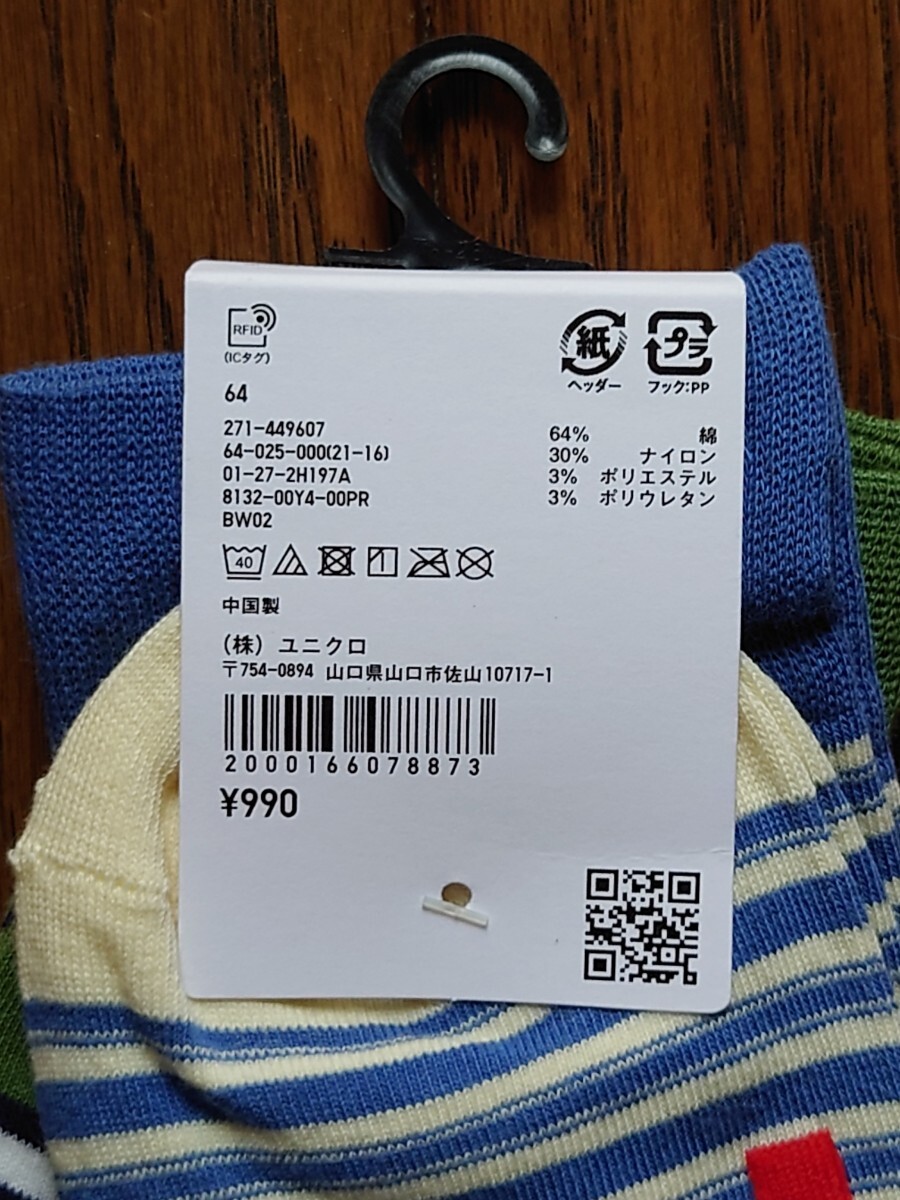 RFID
(ICタグ)
紙
ヘッダー
プラ
フック:PP
64
271-449607
64-025-000(21-16)
01-27-2H197A
8132-00Y4-00PR
BW02
64% 綿
30% ナイロン
3% ポリエステル
3% ポリウレタン
40
中国製
(株) ユニクロ
〒754-0894 山口県山口市佐山10717-1
2000166078873
¥990